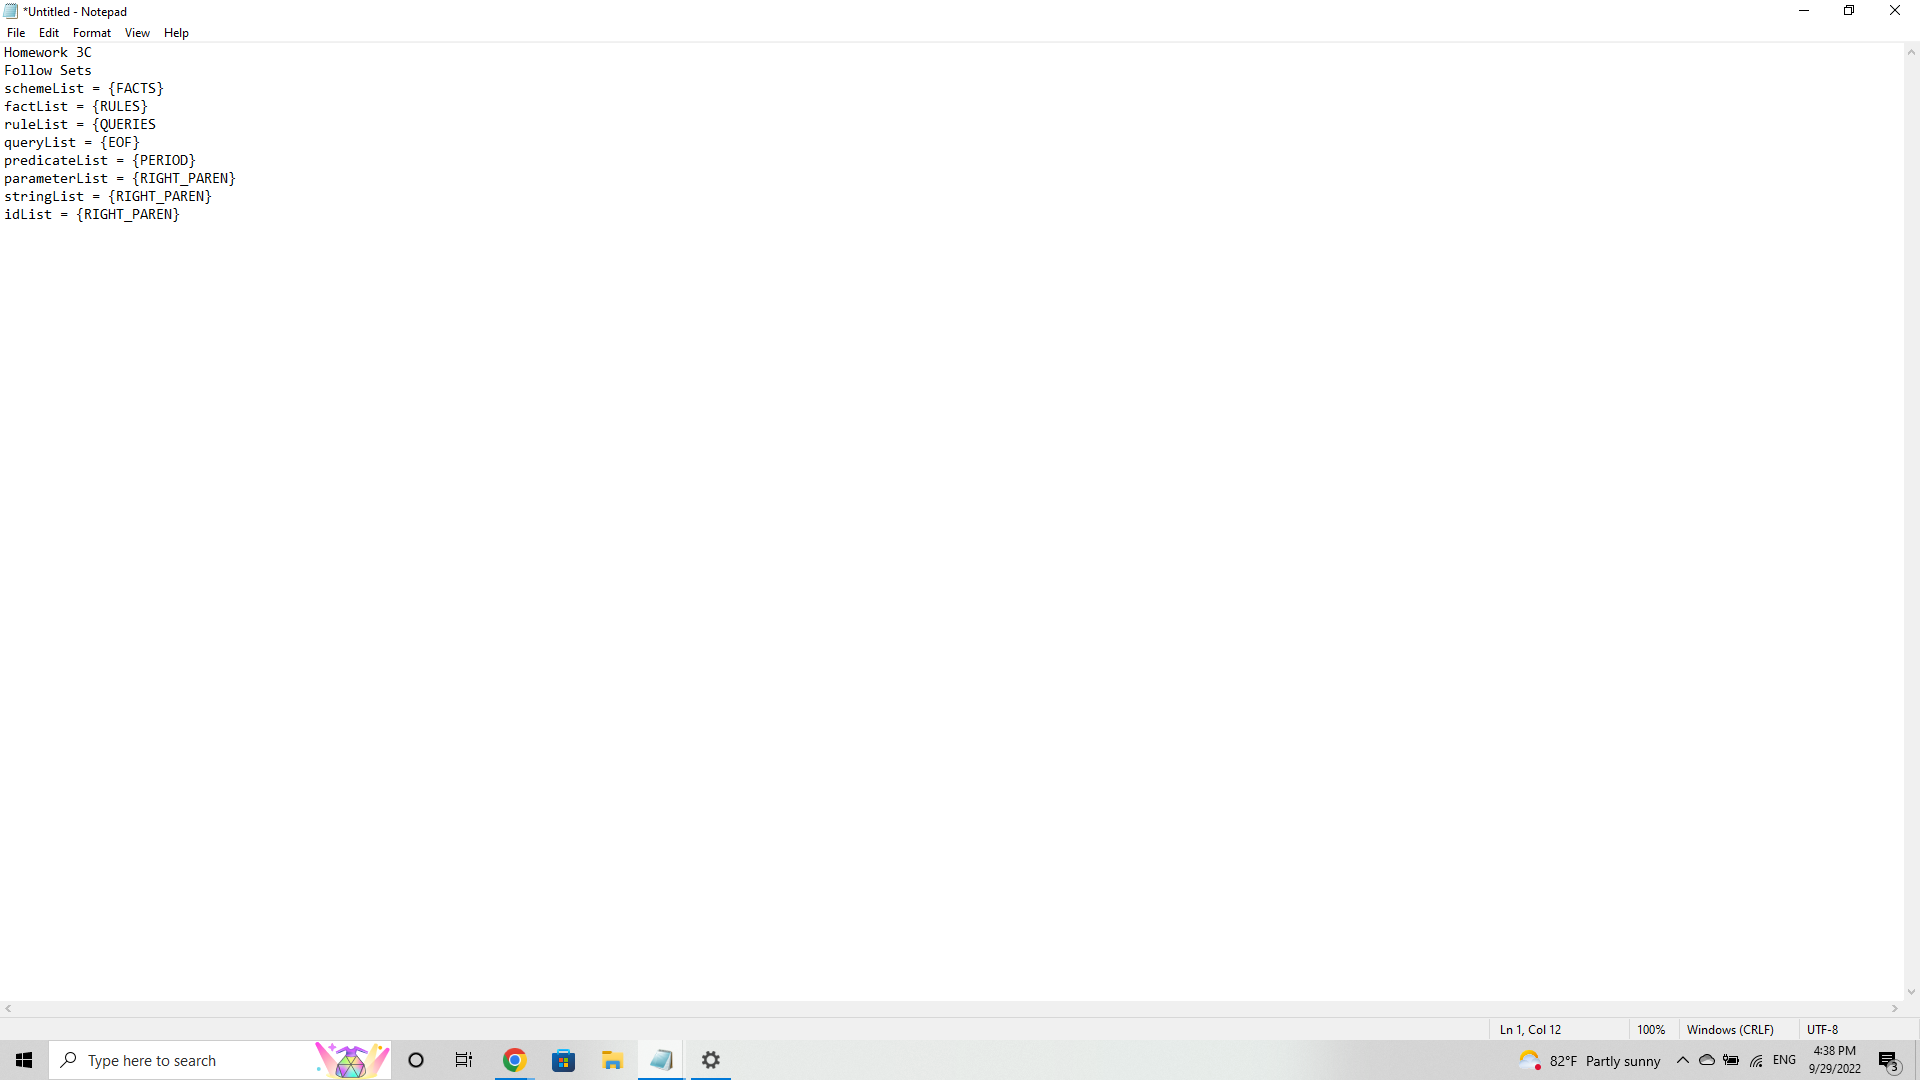 *Untitled - Notepad
File Edit Format View Help
Homework 3C
Follow Sets
schemeList = {FACTS}
factList = {RULES}
ruleList = {QUERIES
queryList = {EOF}
predicateList = {PERIOD}
parameterList = {RIGHT_PAREN}
stringList = {RIGHT_PAREN}
idList = {RIGHT_PAREN}
Ln 1, Col 12 100% Windows (CRLF) UTF-8
Type here to search 82°F Partly sunny ENG 4:38 PM
9/29/2022 3